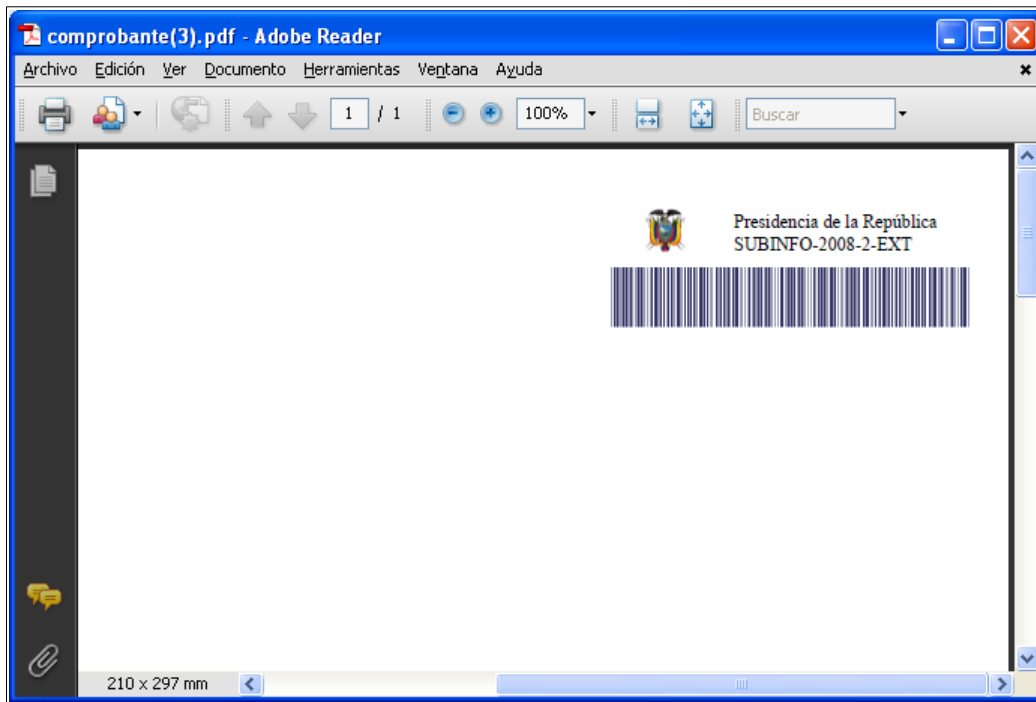 comprobante(3).pdf - Adobe Reader
Archivo Edición Ver Documento Herramientas Ventana Ayuda
1 / 1 100% Buscar
Presidencia de la República
SUBINFO-2008-2-EXT
210 x 297 mm